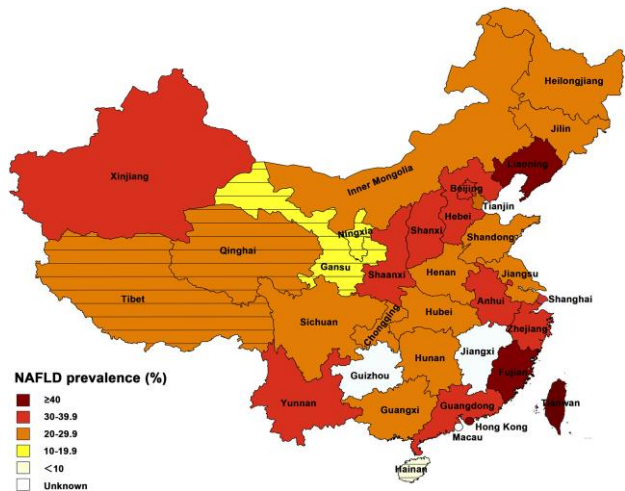 Heilongjiang
Jilin
Liaoning
Xinjiang
Inner Mongolia
Beijing
Tianjin
Hebei
Shanxi
Ningxia
Shandong
Qinghai
Gansu
Shaanxi
Henan
Jiangsu
Tibet
Anhui
Shanghai
Sichuan
Chongqing
Hubei
Zhejiang
Jiangxi
Hunan
Guizhou
Fujian
Yunnan
Guangxi
Guangdong
Taiwan
Hong Kong
Macau
Hainan
NAFLD prevalence (%)
≥40
30-39.9
20-29.9
10-19.9
<10
Unknown